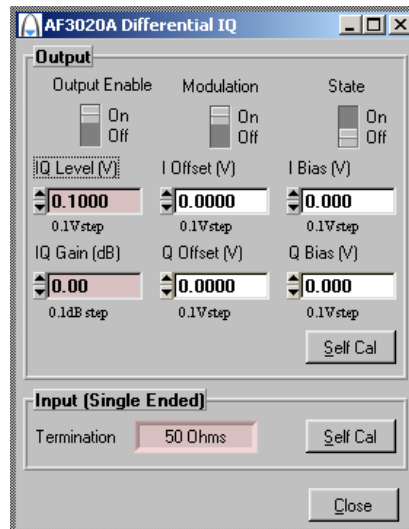 AF3020A Differential IQ
Output
Output Enable Modulation State
On On On
Off Off Off
IQ Level (V) I Offset (V) I Bias (V)
0.1000 0.0000 0.000
0.1Vstep 0.1Vstep 0.1Vstep
IQ Gain (dB) Q Offset (V) Q Bias (V)
0.00 0.0000 0.000
0.1dB step 0.1Vstep 0.1Vstep
Self Cal
Input (Single Ended)
Termination 50 Ohms Self Cal
Close